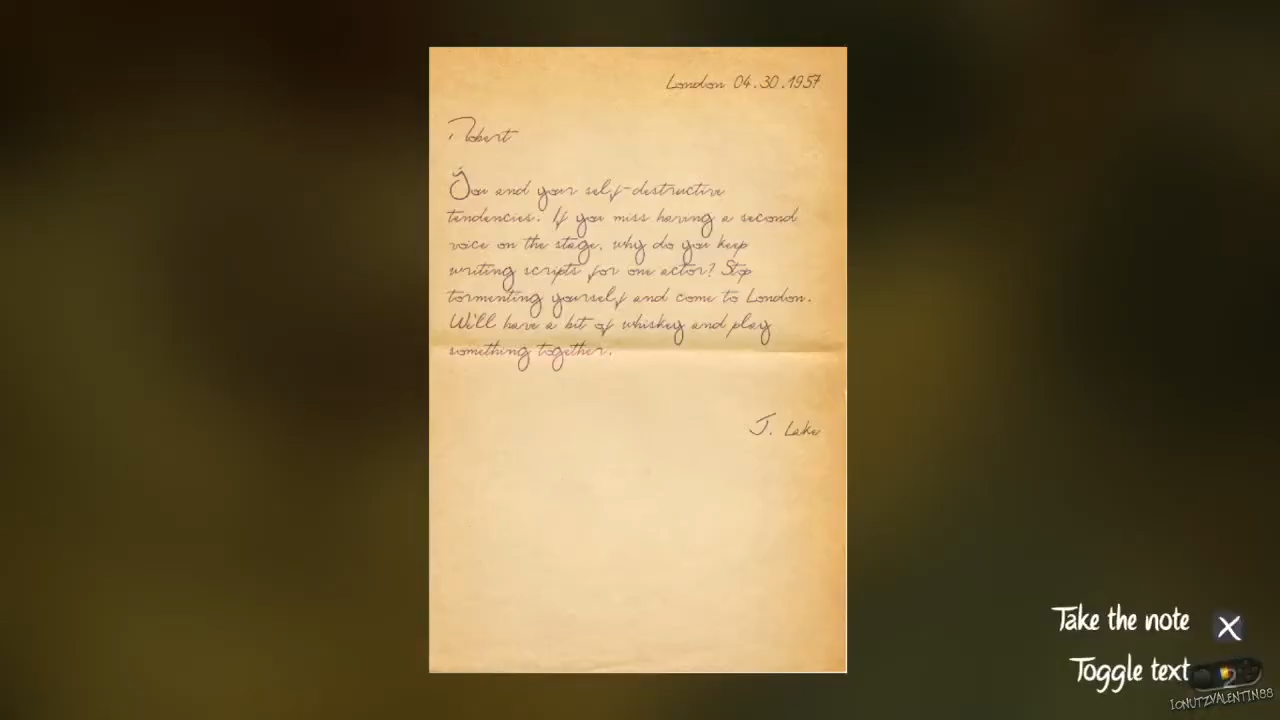 London 04.30.1957
Robert
You and your self-destructive
tendencies. If you miss having a second
voice on the stage, why do you keep
writing scripts for one actor? Stop
tormenting yourself and come to London.
We'll have a bit of whiskey and play
something together.
J. Lake
Take the note X
Toggle text
IONUTZVALENTIN88